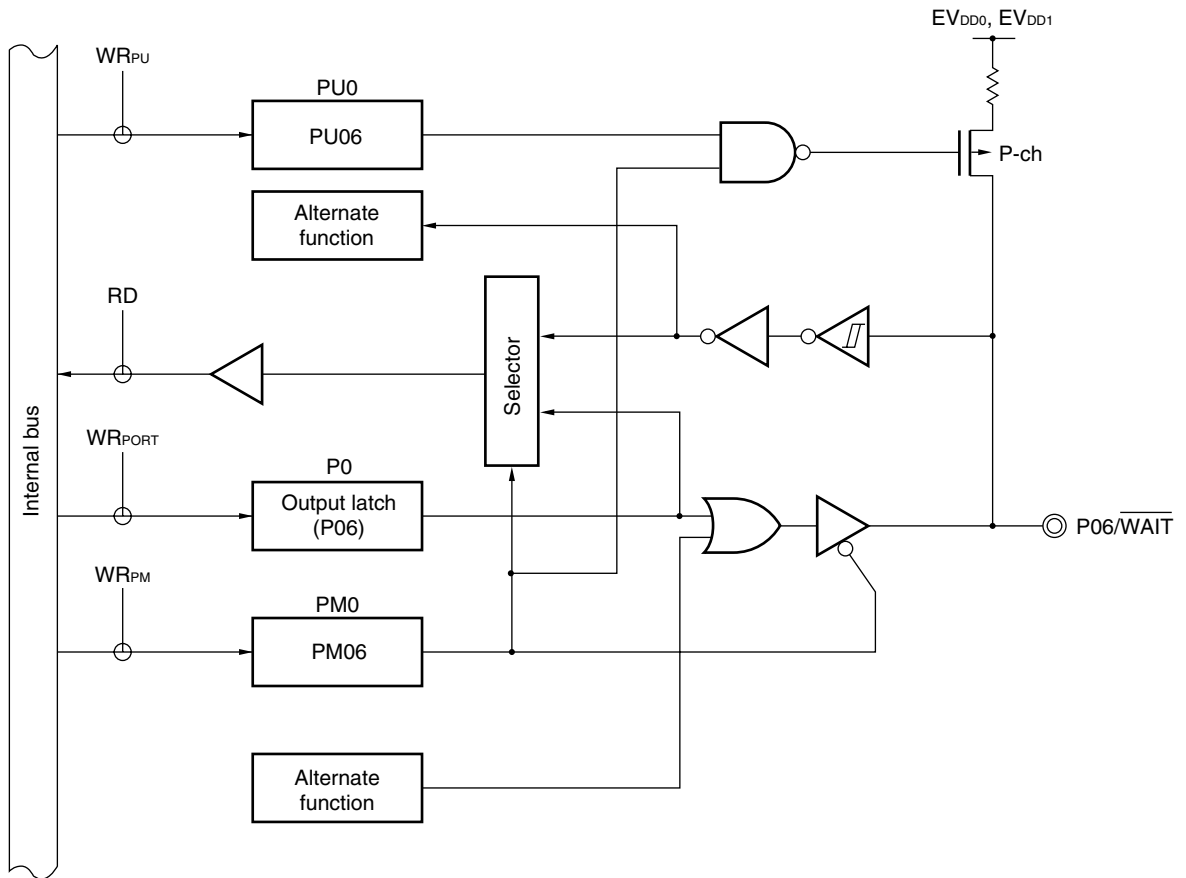 EVDD0, EVDD1
WRPU
PU0
PU06
P-ch
Alternate
function
RD
Selector
Internal bus
WRPORT
P0
Output latch
(P06)
P06/WAIT
WRPM
PM0
PM06
Alternate
function